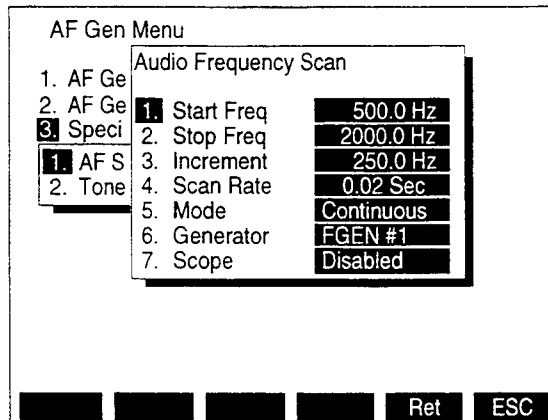 AF Gen Menu
1. AF Ge
2. AF Ge
3. Speci
1. AF S
2. Tone
Audio Frequency Scan
1. Start Freq 500.0 Hz
2. Stop Freq 2000.0 Hz
3. Increment 250.0 Hz
4. Scan Rate 0.02 Sec
5. Mode Continuous
6. Generator FGEN #1
7. Scope Disabled
Ret ESC